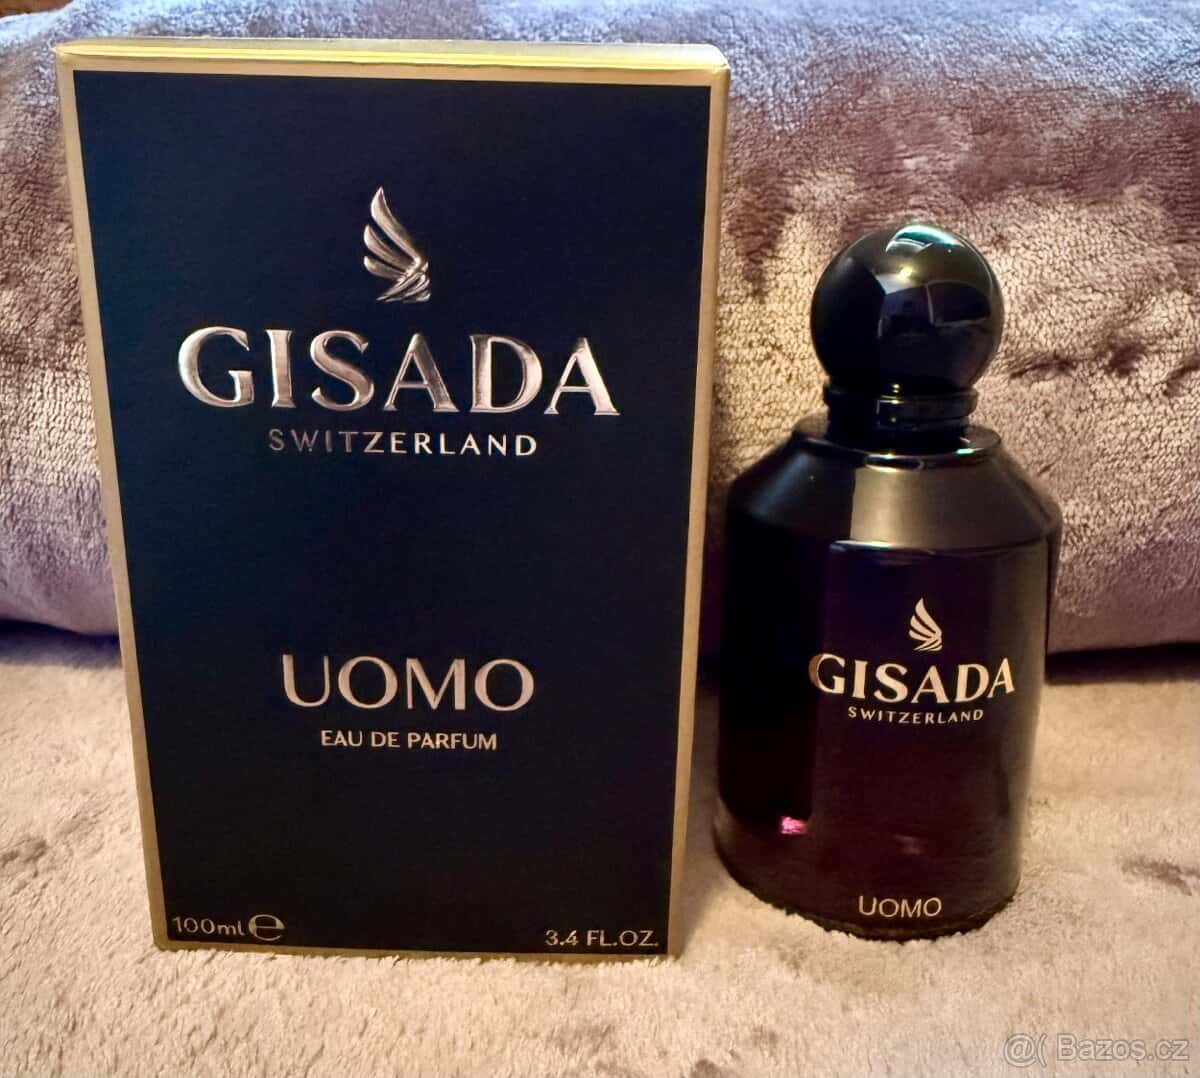 GISADA
SWITZERLAND
UOMO
EAU DE PARFUM
100ml e
3.4 FL.OZ.
GISADA
SWITZERLAND
UOMO
@( Bazos.cz